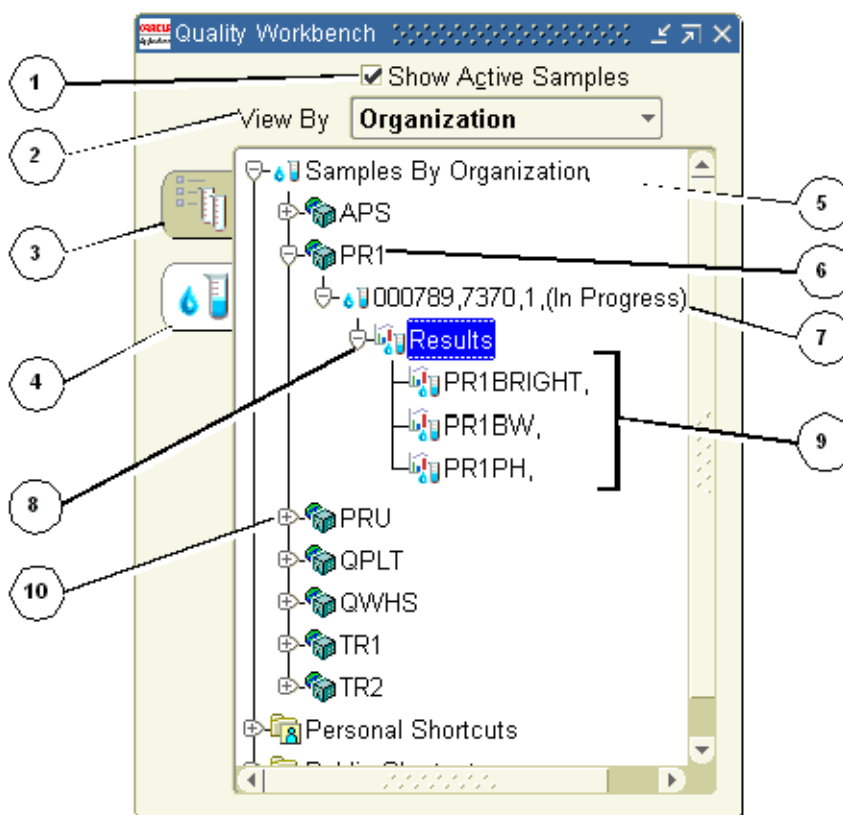 ORACLE
Applications
Quality Workbench
1
Show Active Samples
2
View By Organization
3
4
5
Samples By Organization,
APS
6
PR1
7
000789,7370,1,(In Progress)
8
Results
9
PR1BRIGHT,
PR1BW,
PR1PH,
10
PRU
QPLT
QWHS
TR1
TR2
Personal Shortcuts